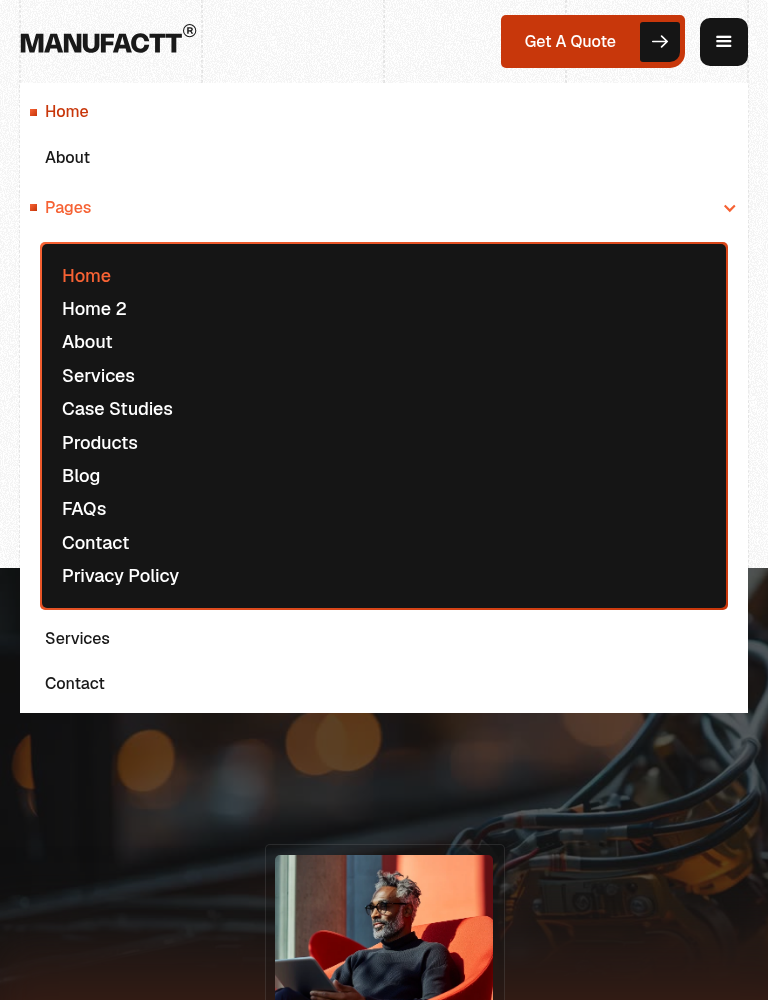 MANUFACTT®
Get A Quote
Home
About
Pages
Home
Home 2
About
Services
Case Studies
Products
Blog
FAQs
Contact
Privacy Policy
Services
Contact